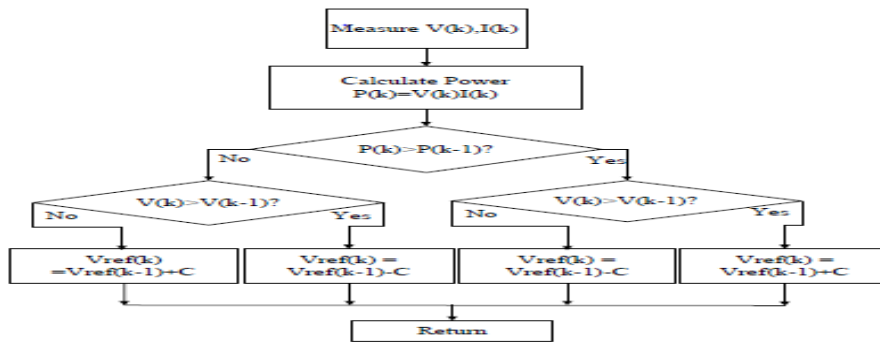 Measure V(k),I(k)
Calculate Power
P(k)=V(k)I(k)
P(k)>P(k-1)?
No
Yes
V(k)>V(k-1)?
No
Yes
V(k)>V(k-1)?
No
Yes
Vref(k)
=Vref(k-1)+C
Vref(k) =
Vref(k-1)-C
Vref(k) =
Vref(k-1)-C
Vref(k) =
Vref(k-1)+C
Return